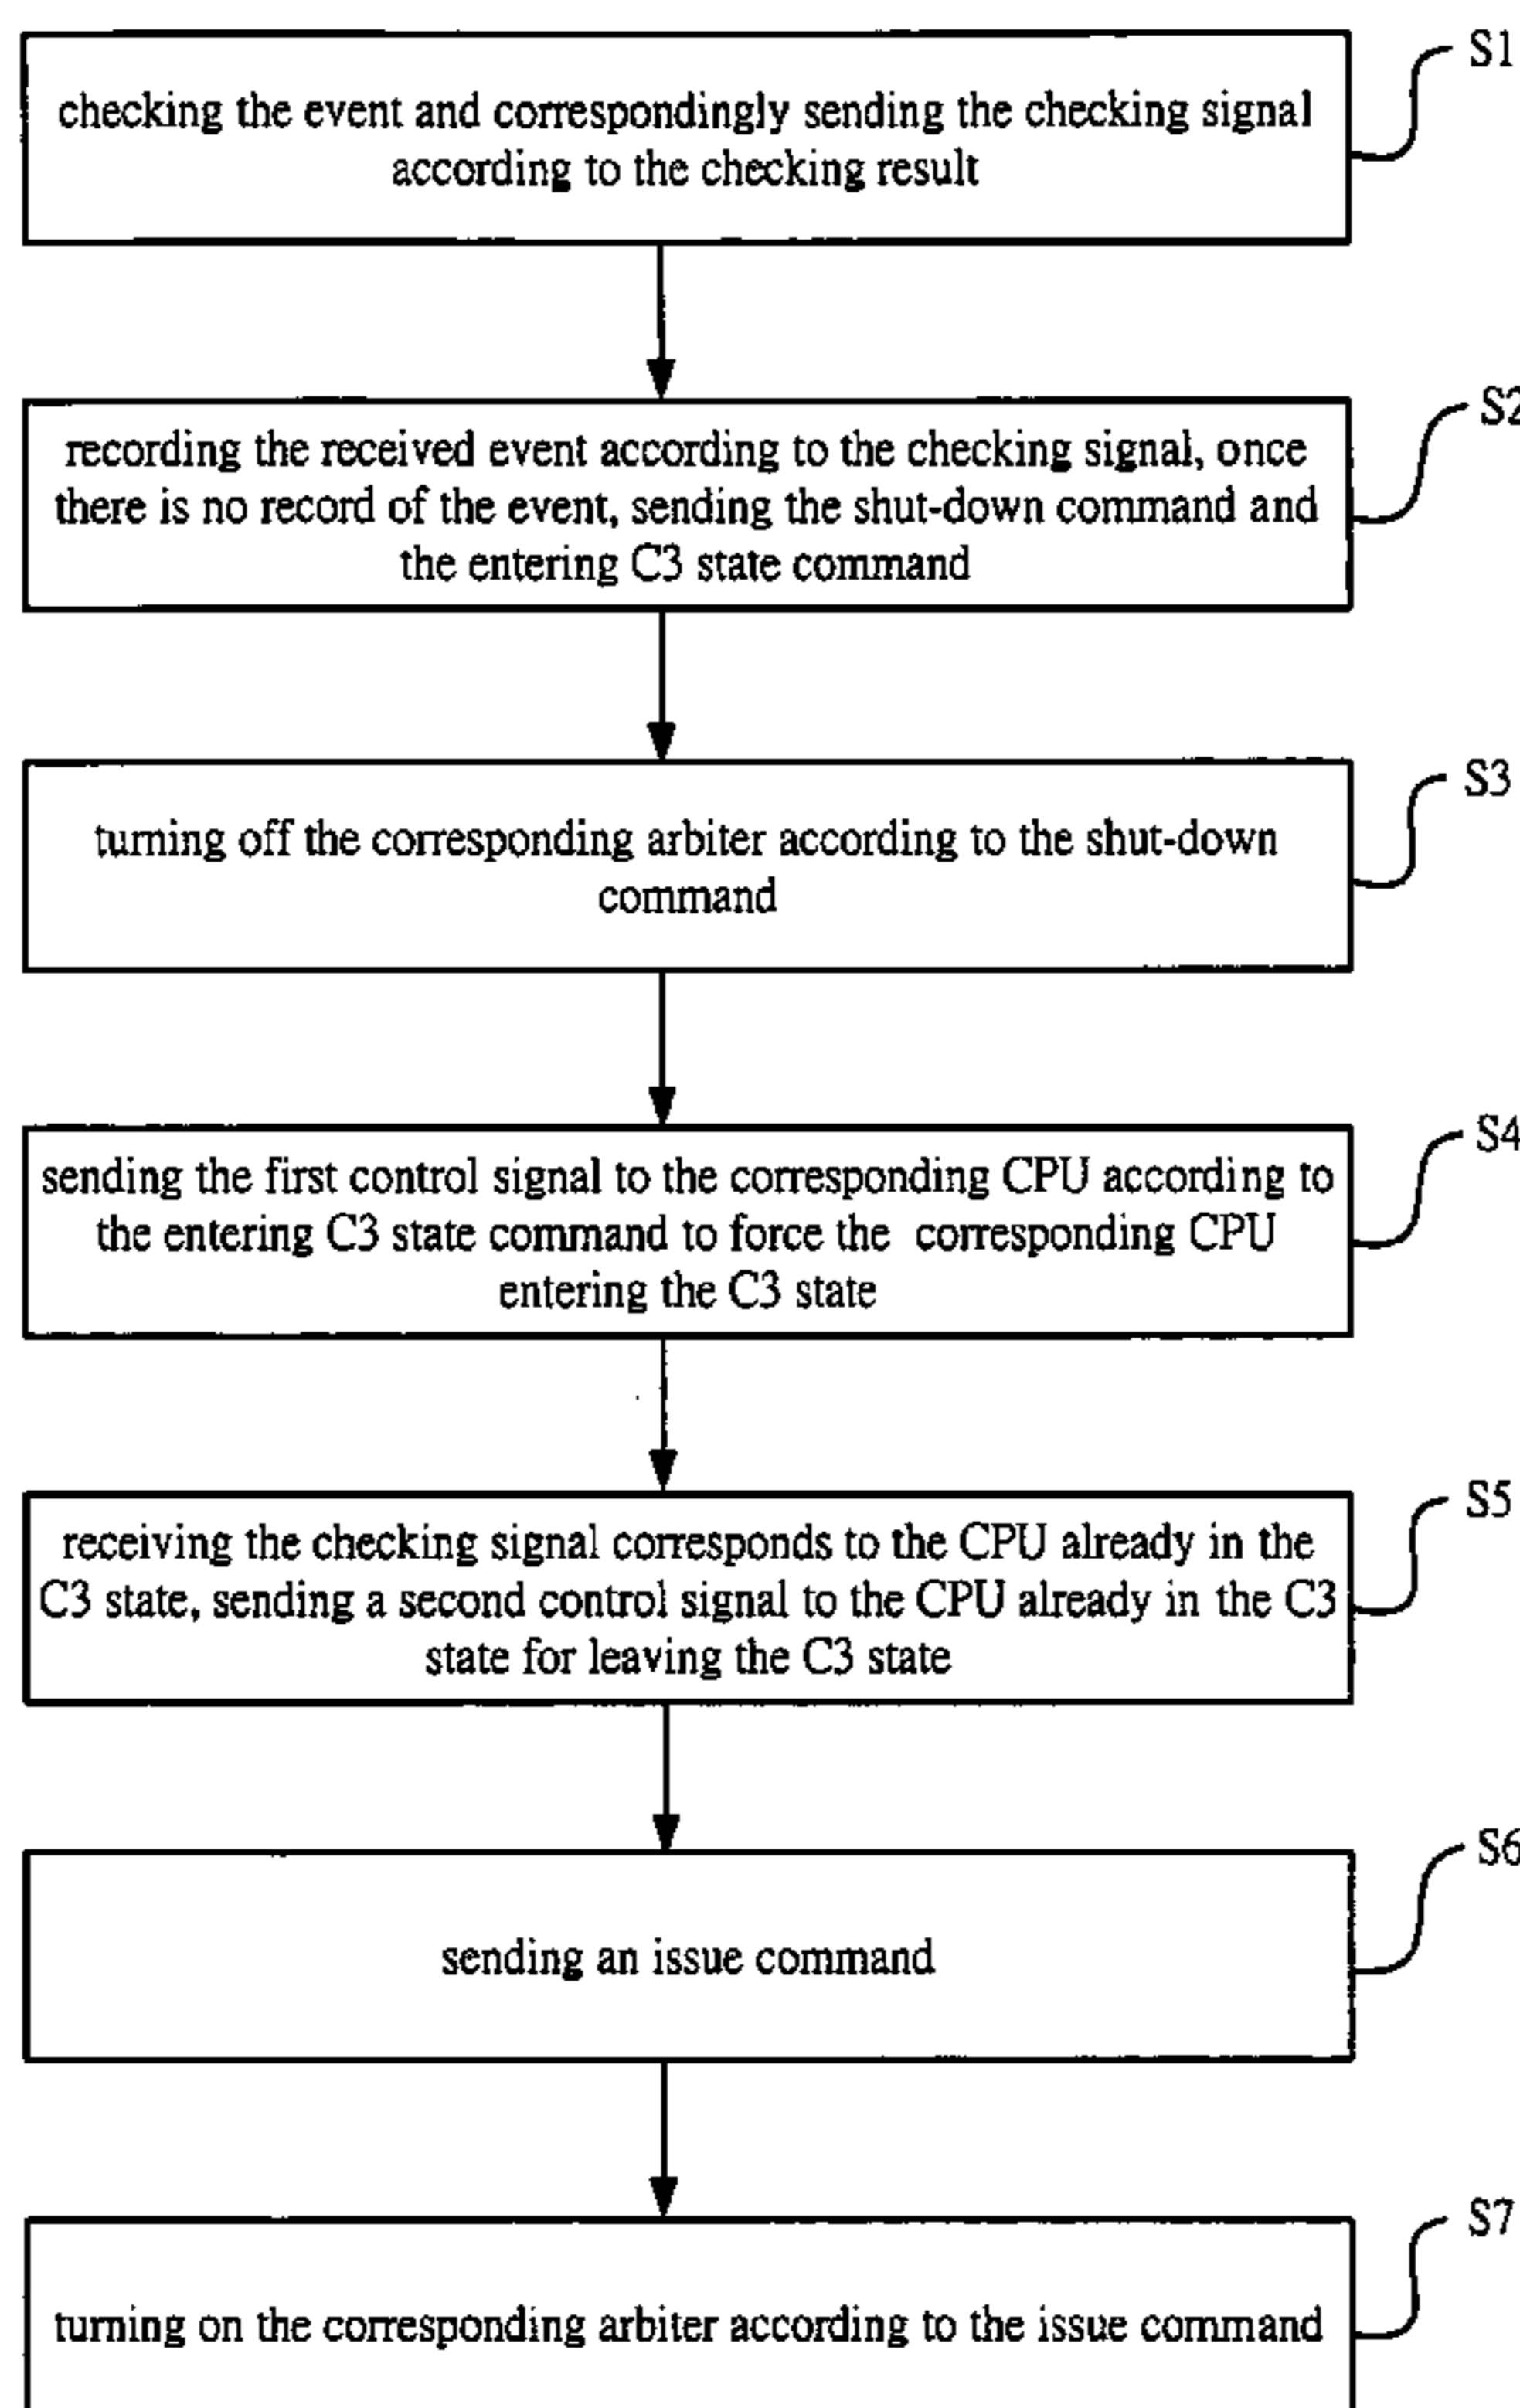 S1
checking the event and correspondingly sending the checking signal
according to the checking result
S2
recording the received event according to the checking signal, once
there is no record of the event, sending the shut-down command and
the entering C3 state command
S3
turning off the corresponding arbiter according to the shut-down
command
S4
sending the first control signal to the corresponding CPU according to
the entering C3 state command to force the corresponding CPU
entering the C3 state
S5
receiving the checking signal corresponds to the CPU already in the
C3 state, sending a second control signal to the CPU already in the C3
state for leaving the C3 state
S6
sending an issue command
S7
turning on the corresponding arbiter according to the issue command